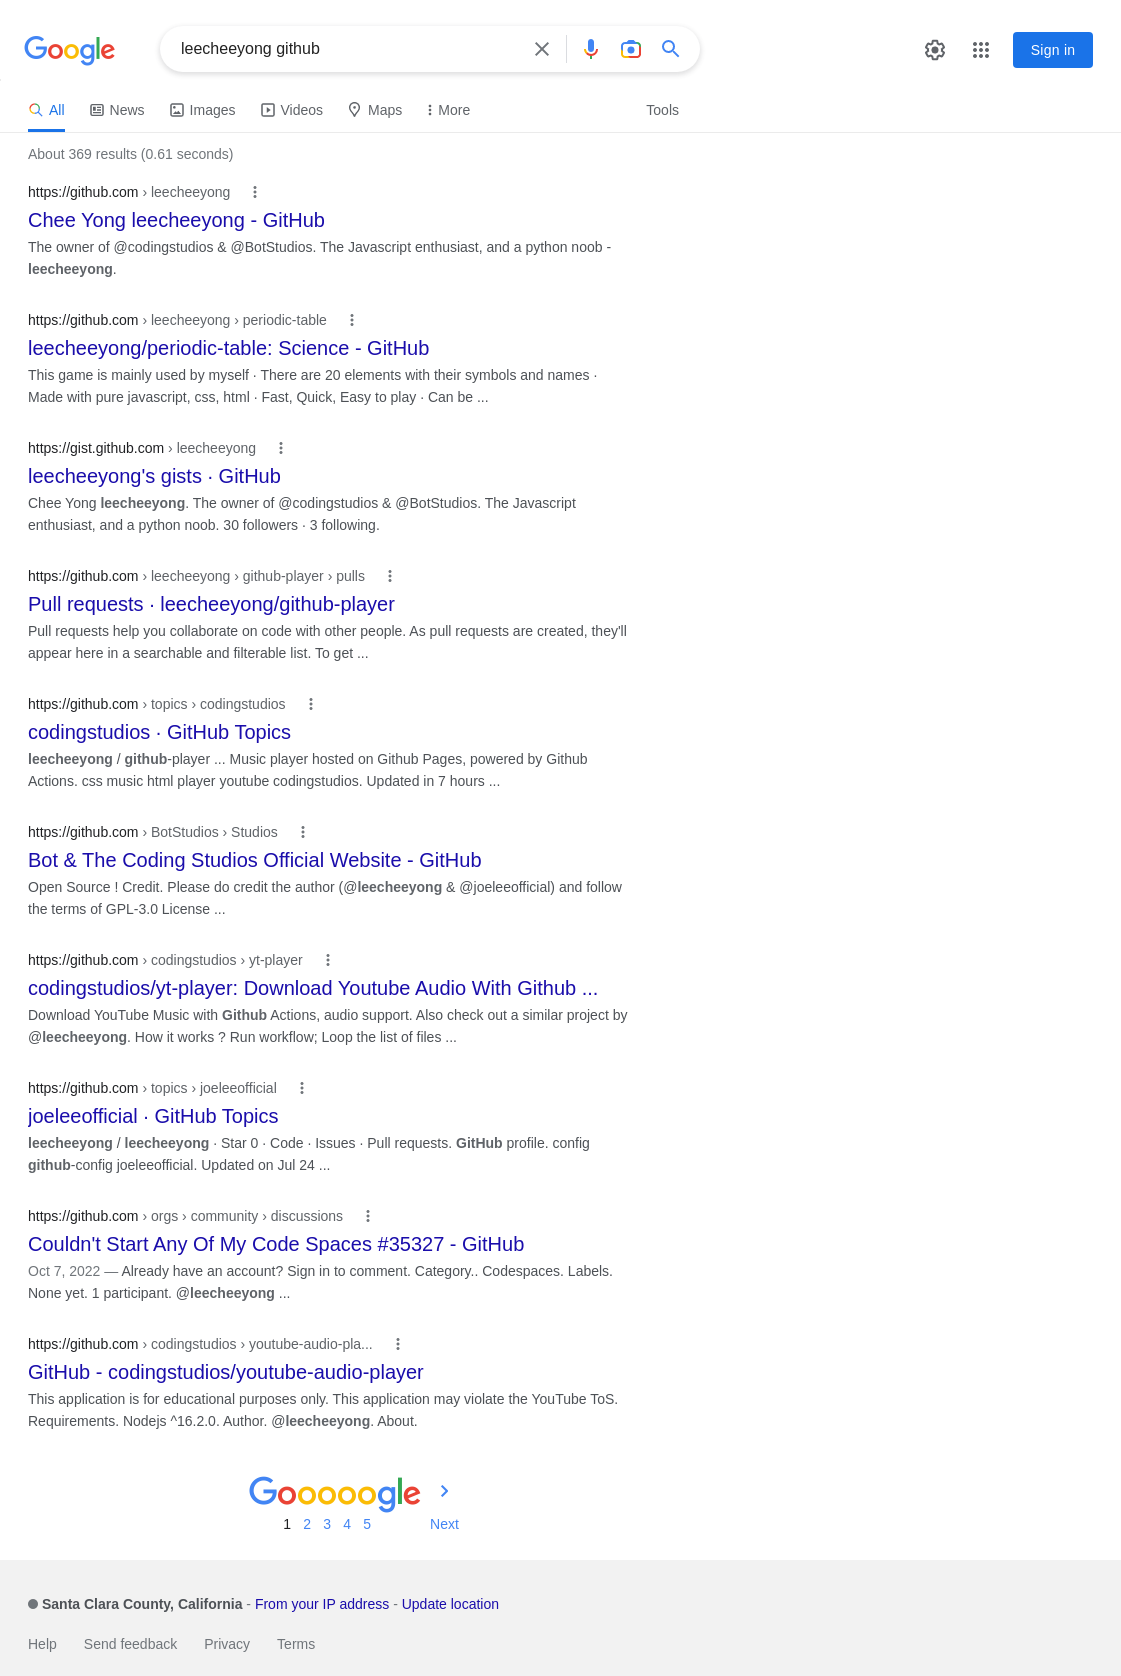 Google
leecheeyong github
Sign in
All News Images Videos Maps More Tools
About 369 results (0.61 seconds)
https://github.com › leecheeyong
Chee Yong leecheeyong - GitHub
The owner of @codingstudios & @BotStudios. The Javascript enthusiast, and a python noob -
leecheeyong.
https://github.com › leecheeyong › periodic-table
leecheeyong/periodic-table: Science - GitHub
This game is mainly used by myself · There are 20 elements with their symbols and names ·
Made with pure javascript, css, html · Fast, Quick, Easy to play · Can be ...
https://gist.github.com › leecheeyong
leecheeyong's gists · GitHub
Chee Yong leecheeyong. The owner of @codingstudios & @BotStudios. The Javascript
enthusiast, and a python noob. 30 followers · 3 following.
https://github.com › leecheeyong › github-player › pulls
Pull requests · leecheeyong/github-player
Pull requests help you collaborate on code with other people. As pull requests are created, they'll
appear here in a searchable and filterable list. To get ...
https://github.com › topics › codingstudios
codingstudios · GitHub Topics
leecheeyong / github-player ... Music player hosted on Github Pages, powered by Github
Actions. css music html player youtube codingstudios. Updated in 7 hours ...
https://github.com › BotStudios › Studios
Bot & The Coding Studios Official Website - GitHub
Open Source ! Credit. Please do credit the author (@leecheeyong & @joeleeofficial) and follow
the terms of GPL-3.0 License ...
https://github.com › codingstudios › yt-player
codingstudios/yt-player: Download Youtube Audio With Github ...
Download YouTube Music with Github Actions, audio support. Also check out a similar project by
@leecheeyong. How it works ? Run workflow; Loop the list of files ...
https://github.com › topics › joeleeofficial
joeleeofficial · GitHub Topics
leecheeyong / leecheeyong · Star 0 · Code · Issues · Pull requests. GitHub profile. config
github-config joeleeofficial. Updated on Jul 24 ...
https://github.com › orgs › community › discussions
Couldn't Start Any Of My Code Spaces #35327 - GitHub
Oct 7, 2022 — Already have an account? Sign in to comment. Category.. Codespaces. Labels.
None yet. 1 participant. @leecheeyong ...
https://github.com › codingstudios › youtube-audio-pla...
GitHub - codingstudios/youtube-audio-player
This application is for educational purposes only. This application may violate the YouTube ToS.
Requirements. Nodejs ^16.2.0. Author. @leecheeyong. About.
Gooooogle
1 2 3 4 5 Next
Santa Clara County, California - From your IP address - Update location
Help Send feedback Privacy Terms